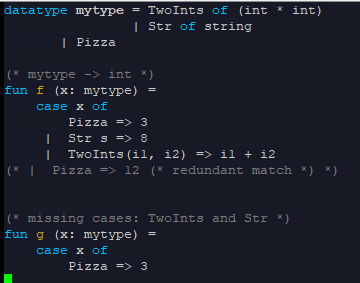 datatype mytype = TwoInts of (int * int)
                | Str of string
       | Pizza

(* mytype -> int *)
fun f (x: mytype) =
    case x of
        Pizza => 3
     |  Str s => 8
     |  TwoInts(i1, i2) => i1 + i2
(* |  Pizza => 12 (* redundant match *) *)


(* missing cases: TwoInts and Str *)
fun g (x: mytype) =
    case x of
        Pizza => 3